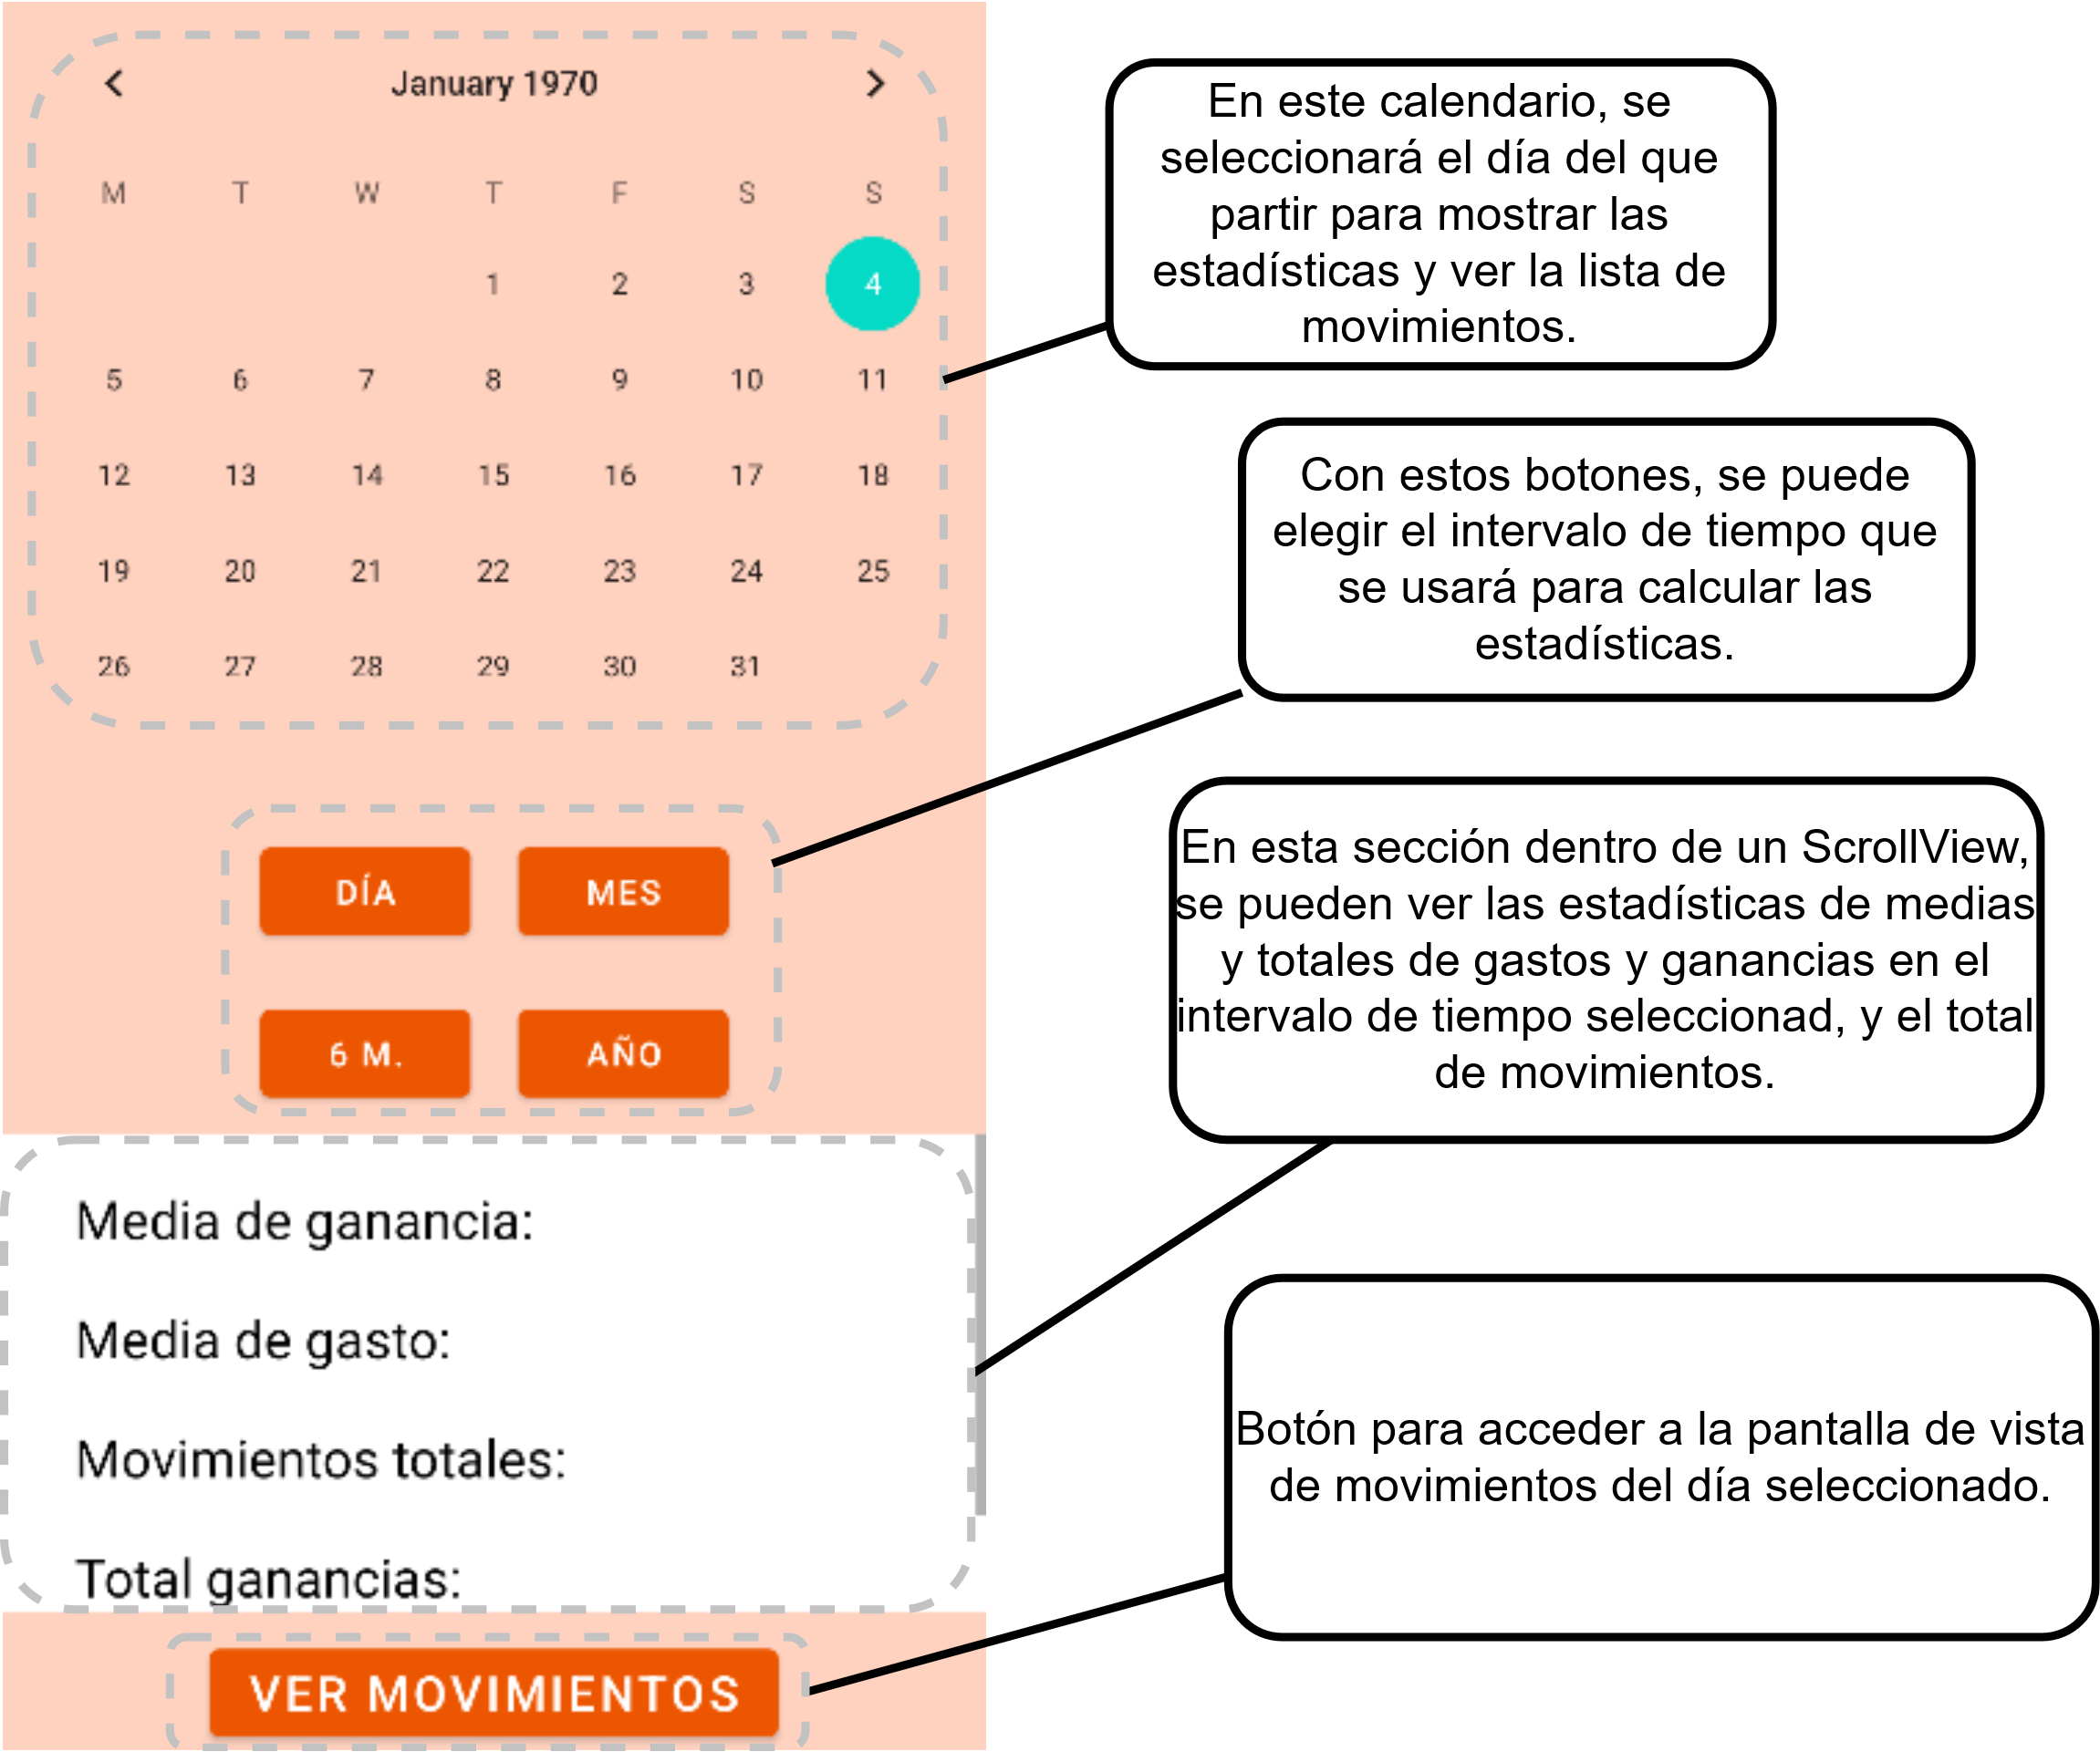 January 1970
M T W T F S S
1 2 3 4
5 6 7 8 9 10 11
12 13 14 15 16 17 18
19 20 21 22 23 24 25
26 27 28 29 30 31
En este calendario, se
seleccionará el día del que
partir para mostrar las
estadísticas y ver la lista de
movimientos.
DÍA MES
6 M. AÑO
Con estos botones, se puede
elegir el intervalo de tiempo que
se usará para calcular las
estadísticas.
Media de ganancia:
Media de gasto:
Movimientos totales:
Total ganancias:
En esta sección dentro de un ScrollView,
se pueden ver las estadísticas de medias
y totales de gastos y ganancias en el
intervalo de tiempo seleccionad, y el total
de movimientos.
VER MOVIMIENTOS
Botón para acceder a la pantalla de vista
de movimientos del día seleccionado.